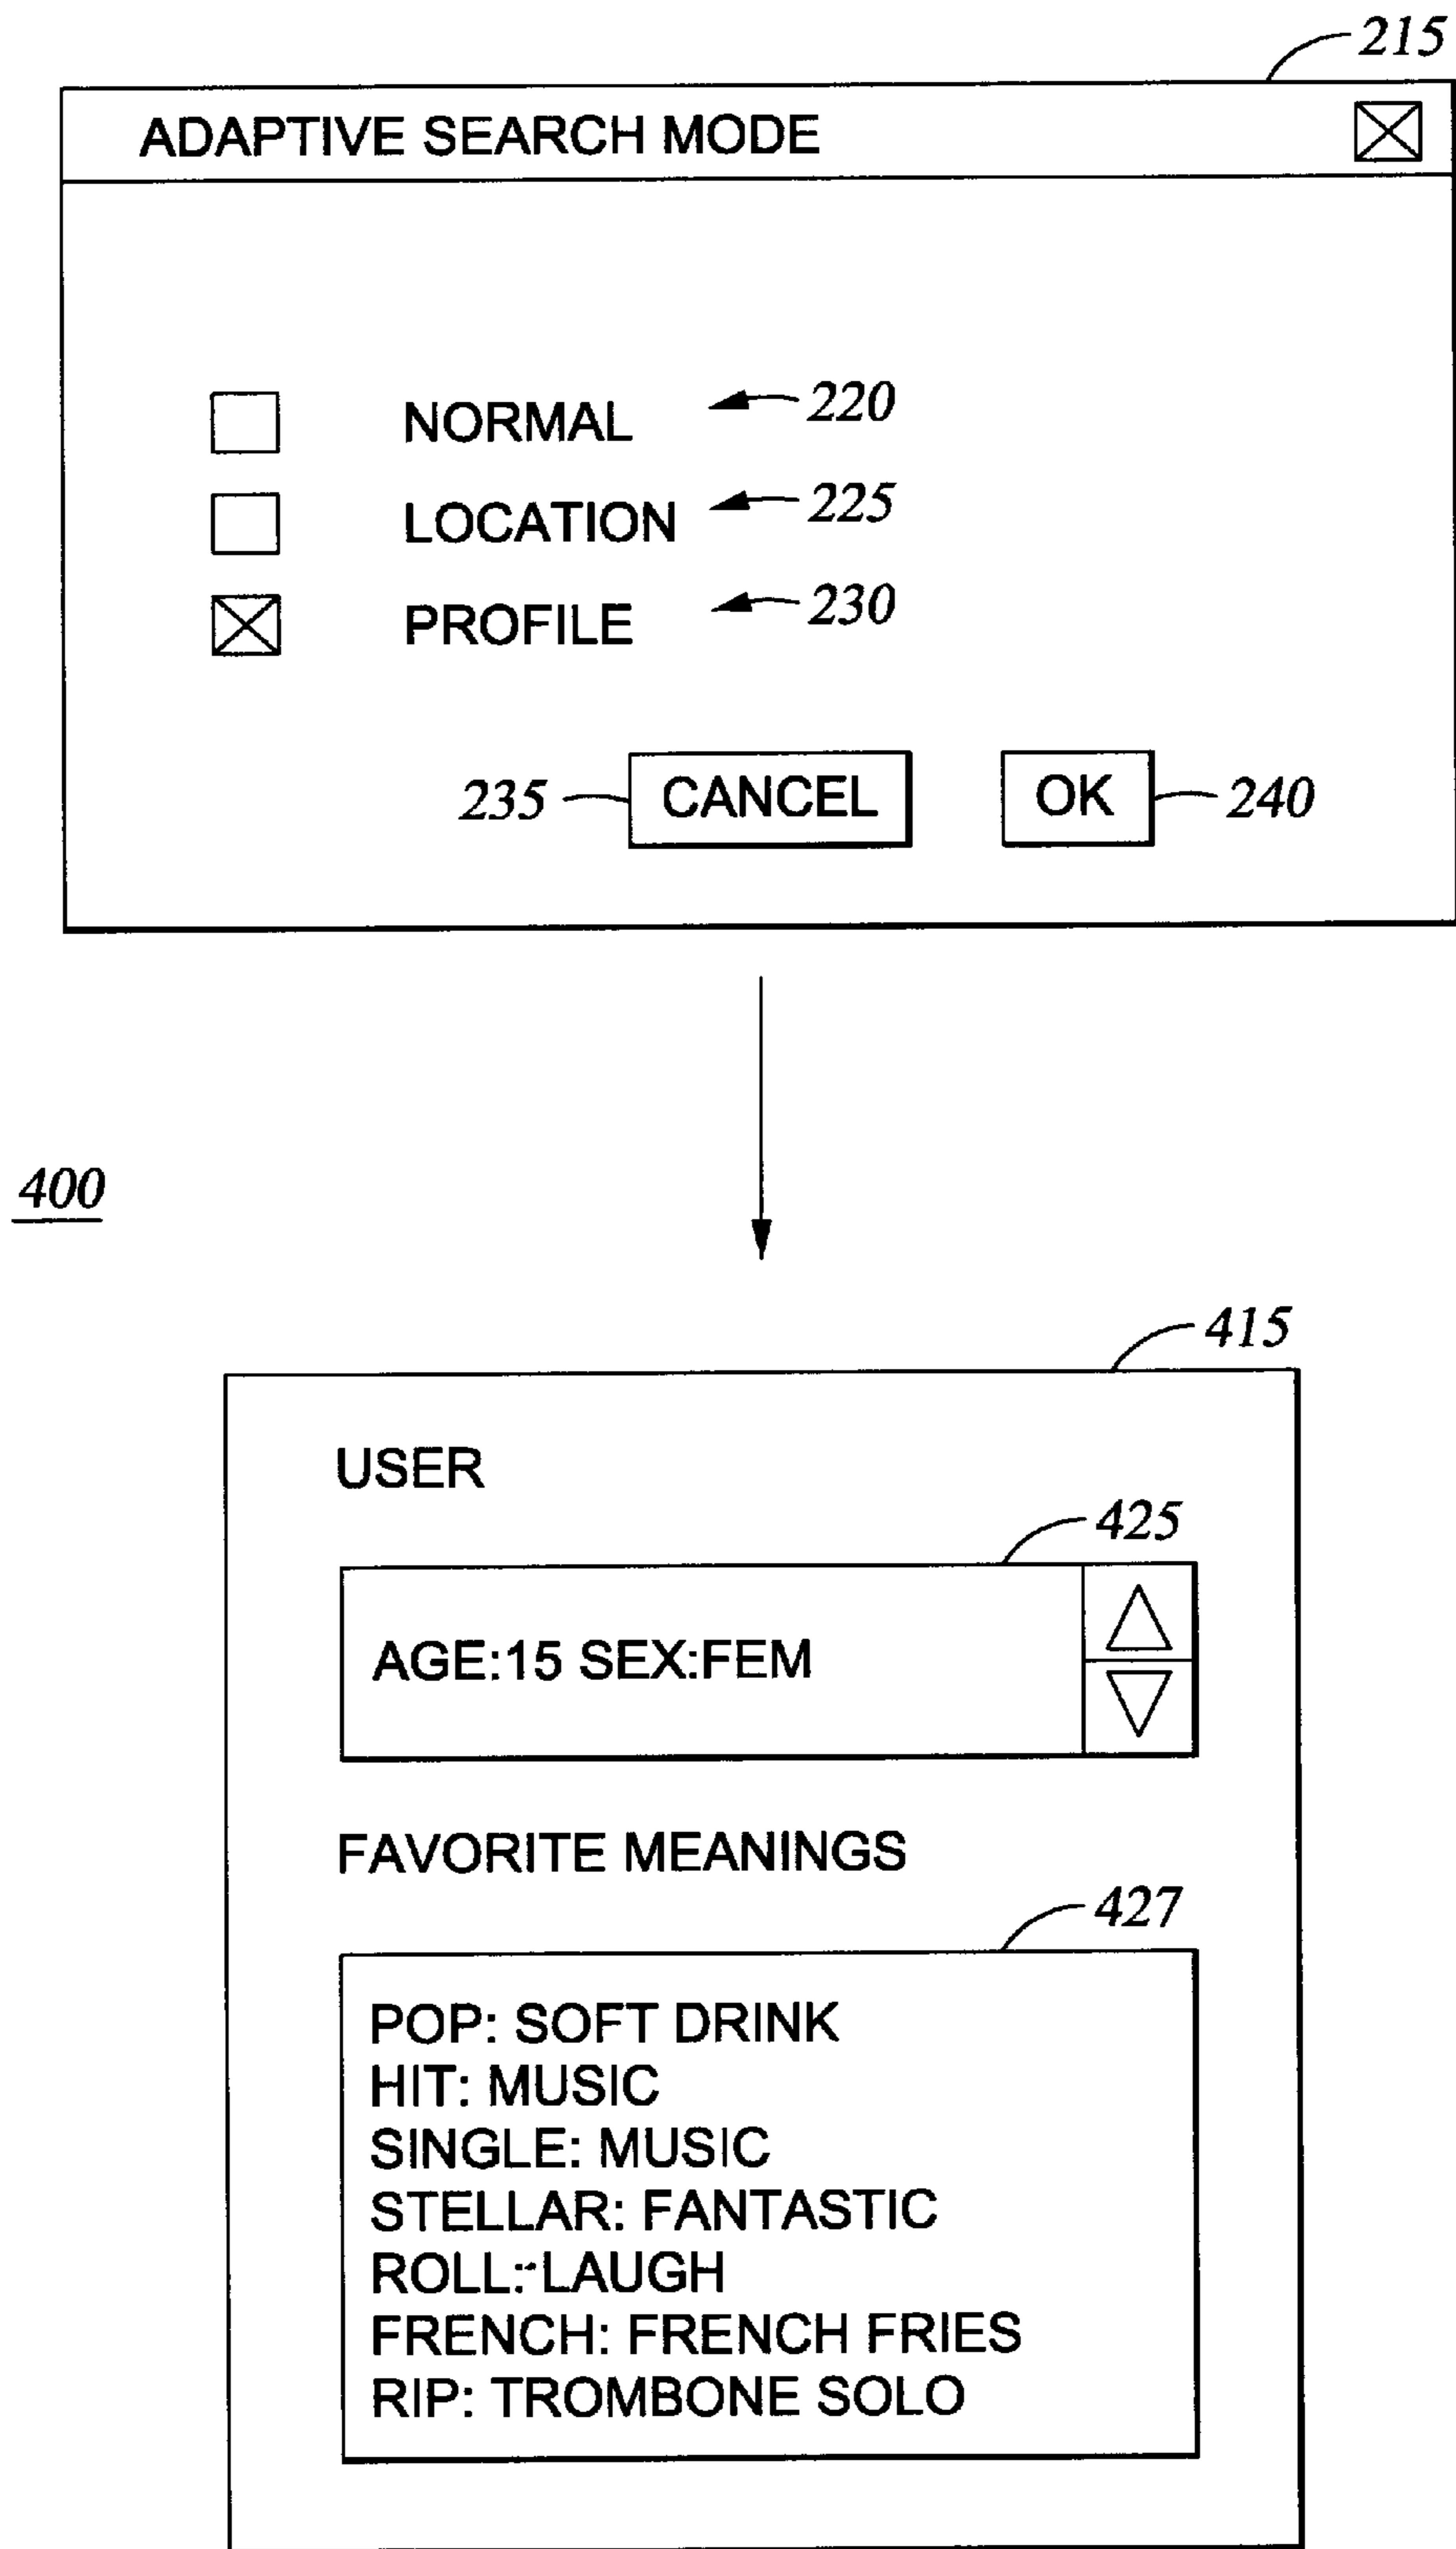 215
ADAPTIVE SEARCH MODE
NORMAL 220
LOCATION 225
PROFILE 230
235 CANCEL OK 240
400
415
USER
425
AGE:15 SEX:FEM
FAVORITE MEANINGS
427
POP: SOFT DRINK
HIT: MUSIC
SINGLE: MUSIC
STELLAR: FANTASTIC
ROLL: LAUGH
FRENCH: FRENCH FRIES
RIP: TROMBONE SOLO